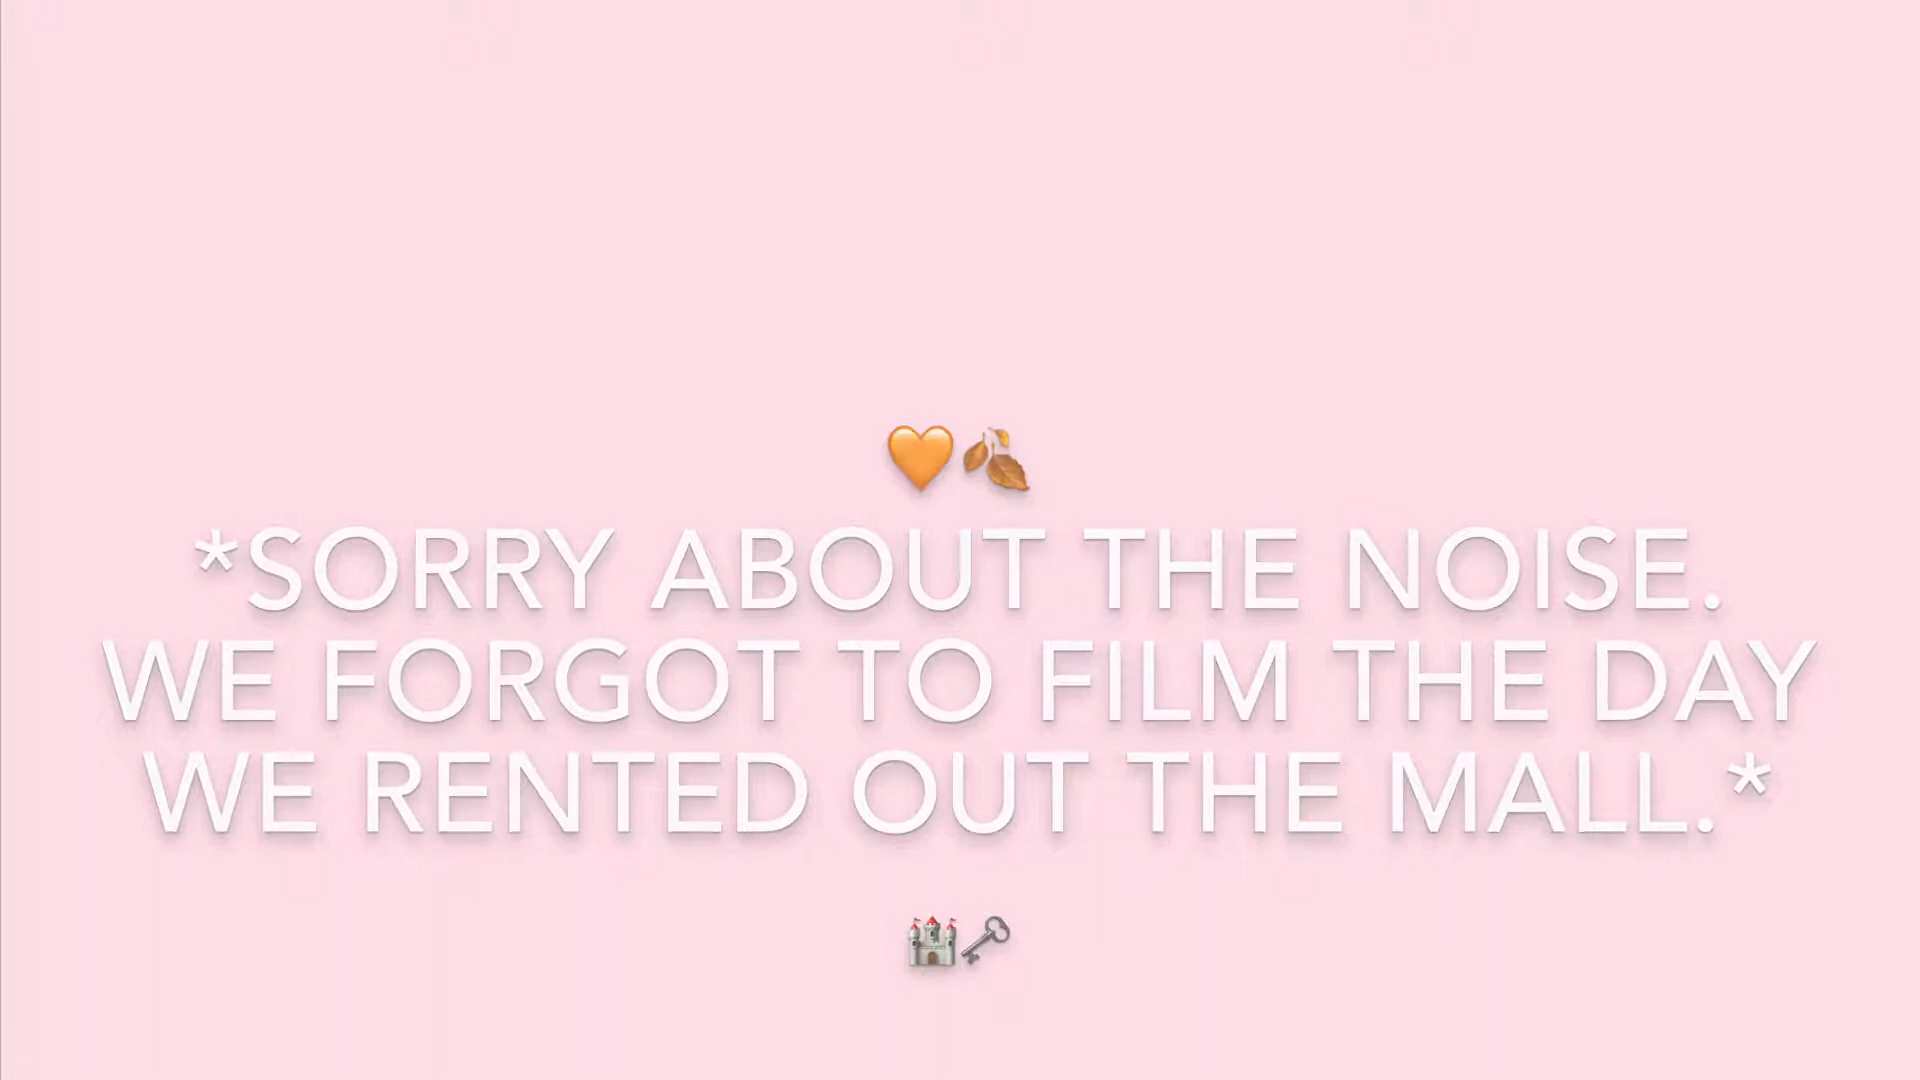 🧡🍂
*SORRY ABOUT THE NOISE.
WE FORGOT TO FILM THE DAY
WE RENTED OUT THE MALL.*
🏰🗝️